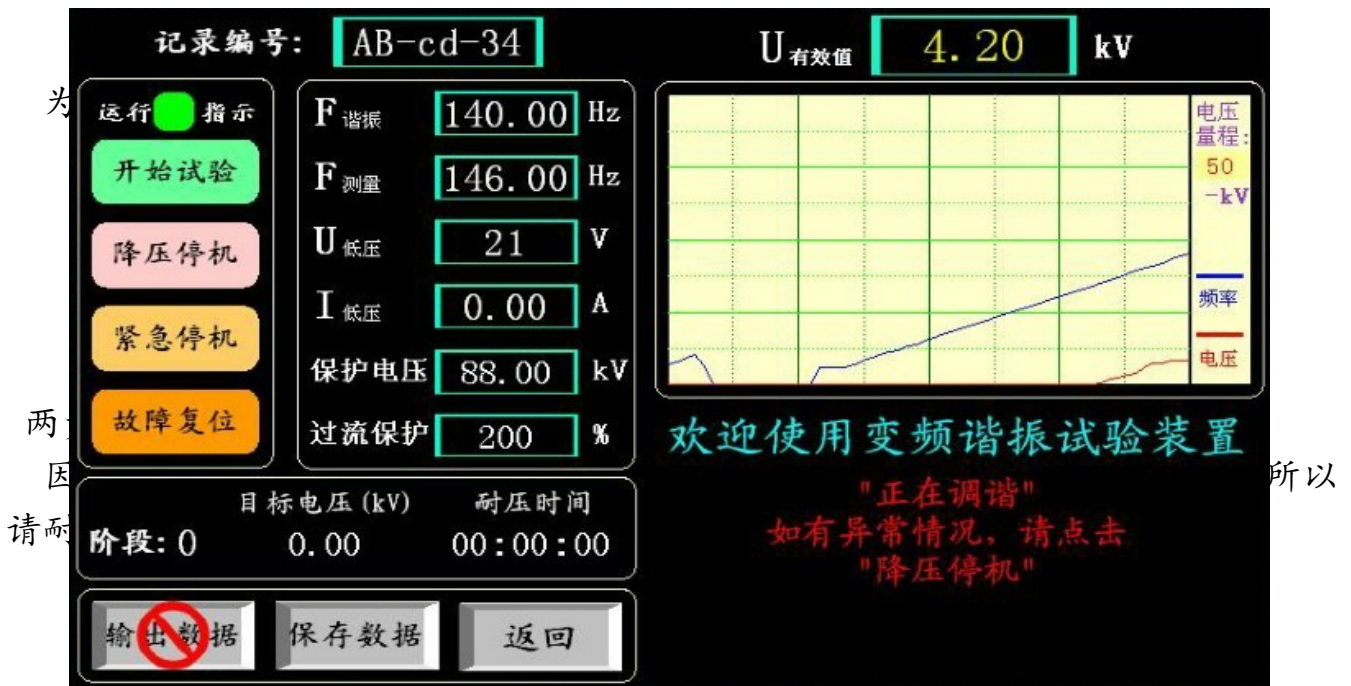 记录编号: AB-cd-34
U有效值 4.20 kV
为
运行 指示
开始试验
降压停机
紧急停机
故障复位
F谐振 140.00 Hz
F测量 146.00 Hz
U低压 21 V
I低压 0.00 A
保护电压 88.00 kV
过流保护 200 %
电压
量程:
50
-kV
频率
电压
两
因
所以
请耐
欢迎使用变频谐振试验装置
"正在调谐"
如有异常情况，请点击
"降压停机"
目标电压(kV) 耐压时间
阶段: 0 0.00 00:00:00
输出数据 保存数据 返回